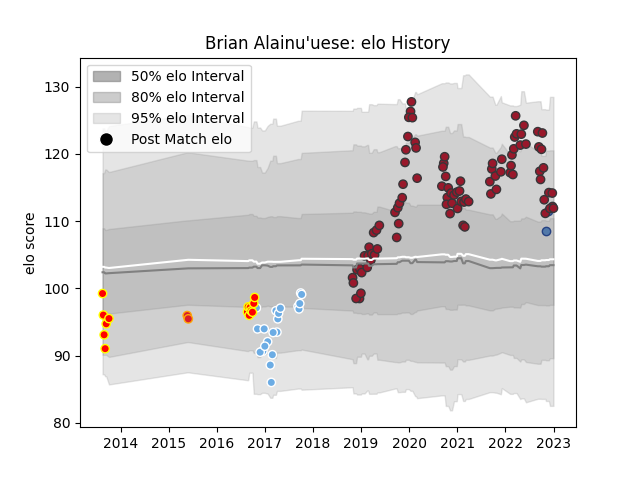 Brian Alainu'uese: elo History
50% elo Interval
80% elo Interval
95% elo Interval
Post Match elo
elo score
130
120
110
100
90
80
2014 2015 2016 2017 2018 2019 2020 2021 2022 2023